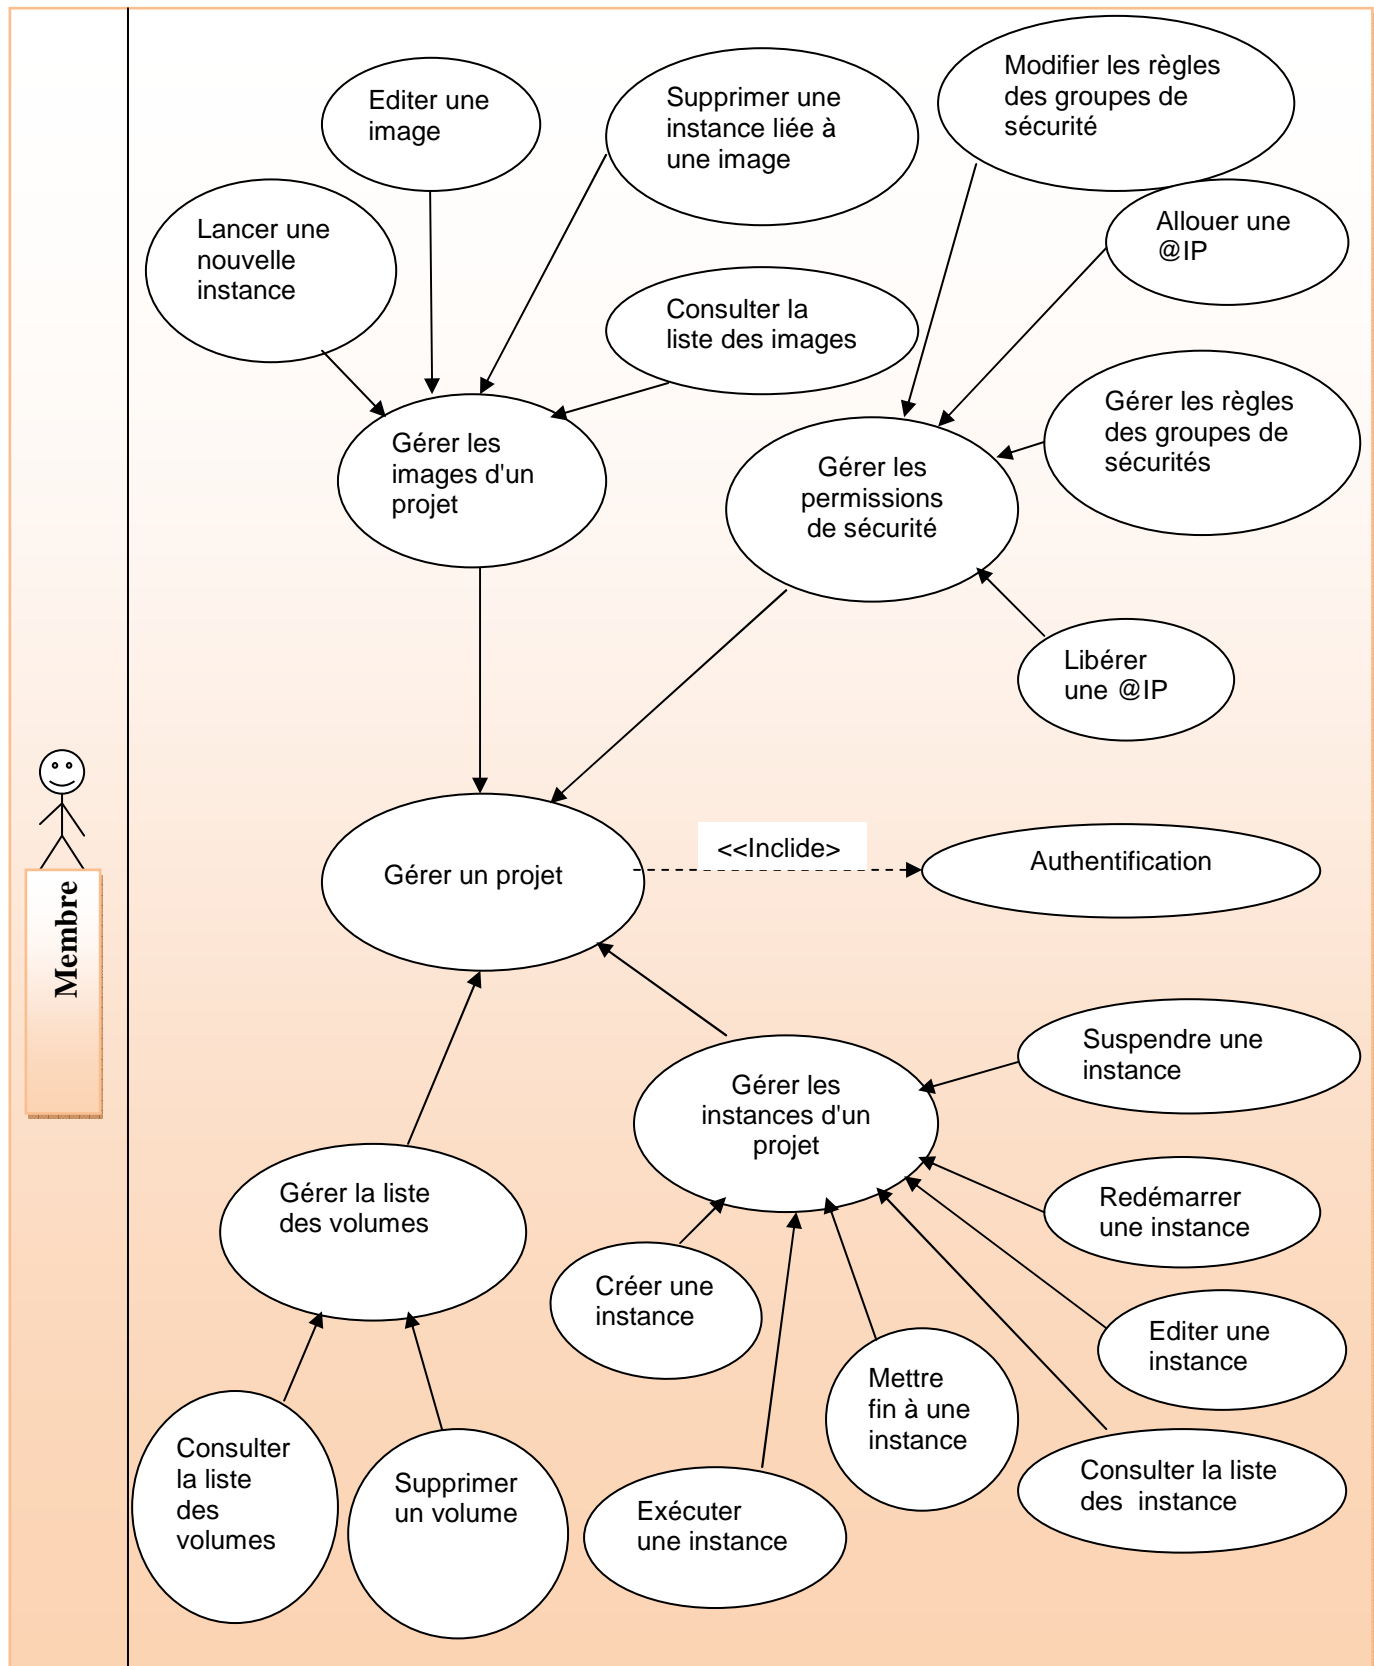 Editer une
image
Supprimer une
instance liée à
une image
Modifier les règles
des groupes de
sécurité
Lancer une
nouvelle
instance
Allouer une
@IP
Consulter la
liste des images
Gérer les règles
des groupes de
sécurités
Gérer les
images d'un
projet
Gérer les
permissions
de sécurité
Libérer
une @IP
Gérer un projet
<<Inclide>
Authentification
Membre
Suspendre une
instance
Gérer les
instances d'un
projet
Gérer la liste
des volumes
Redémarrer
une instance
Créer une
instance
Editer une
instance
Mettre
fin à une
instance
Consulter
la liste
des
volumes
Supprimer
un volume
Exécuter
une instance
Consulter la liste
des  instance